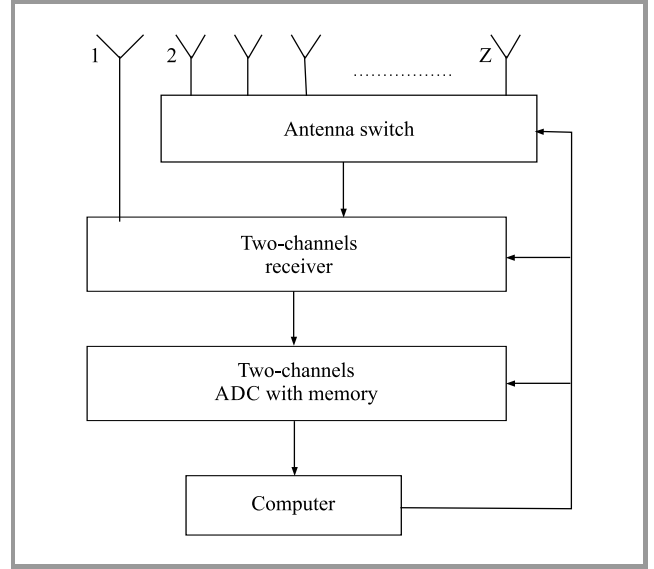 1 2 ................. Z
Antenna switch
Two-channels
receiver
Two-channels
ADC with memory
Computer